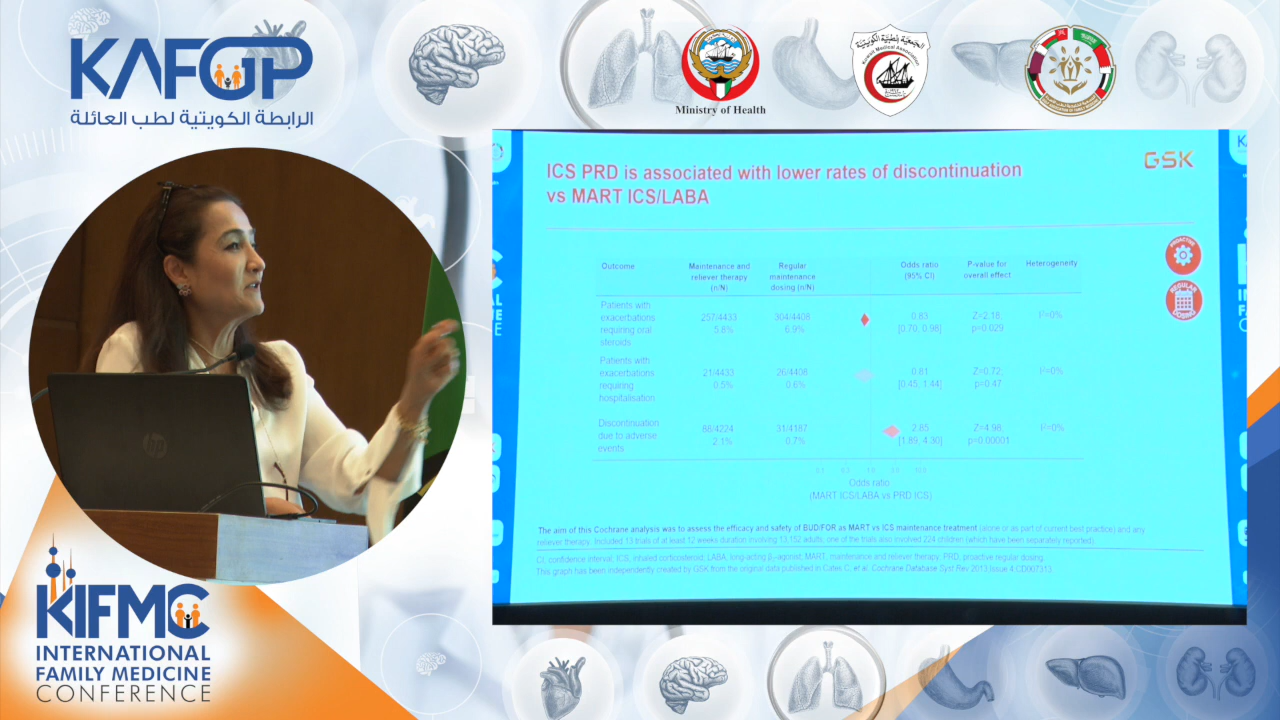 KAFGP
الرابطة الكويتية لطب العائلة
Ministry of Health
الجمعية الطبية الكويتية
Kuwait Medical Association
hp
ICS PRD is associated with lower rates of discontinuation
vs MART ICS/LABA
GSK
PROACTIVE
REGULAR
DOSING
Outcome
Maintenance and
reliever therapy
(n/N)
Regular
maintenance
dosing (n/N)
Odds ratio
(95% CI)
P-value for
overall effect
Heterogeneity
Patients with
exacerbations
requiring oral
steroids
257/4433
5.8%
304/4408
6.9%
0.83
[0.70, 0.98]
Z=2.18,
p=0.029
I²=0%
Patients with
exacerbations
requiring
hospitalisation
21/4433
0.5%
26/4408
0.6%
0.81
[0.45, 1.44]
Z=0.72,
p=0.47
I²=0%
Discontinuation
due to adverse
events
88/4224
2.1%
31/4187
0.7%
2.85
[1.89, 4.30]
Z=4.98,
p=0.00001
I²=0%
Odds ratio
(MART ICS/LABA vs PRD ICS)
The aim of this Cochrane analysis was to assess the efficacy and safety of BUD/FOR as MART vs ICS maintenance treatment (alone or as part of current best practice) and any
reliever therapy. Included 13 trials of at least 12 weeks duration involving 13,152 adults; one of the trials also involved 224 children (which have been separately reported).
CI, confidence interval; ICS, inhaled corticosteroid; LABA, long-acting β₂-agonist; MART, maintenance and reliever therapy; PRD, proactive regular dosing.
This graph has been independently created by GSK from the original data published in Cates C, et al. Cochrane Database Syst Rev 2013;Issue 4:CD007313.
KIFMC
INTERNATIONAL
FAMILY MEDICINE
CONFERENCE